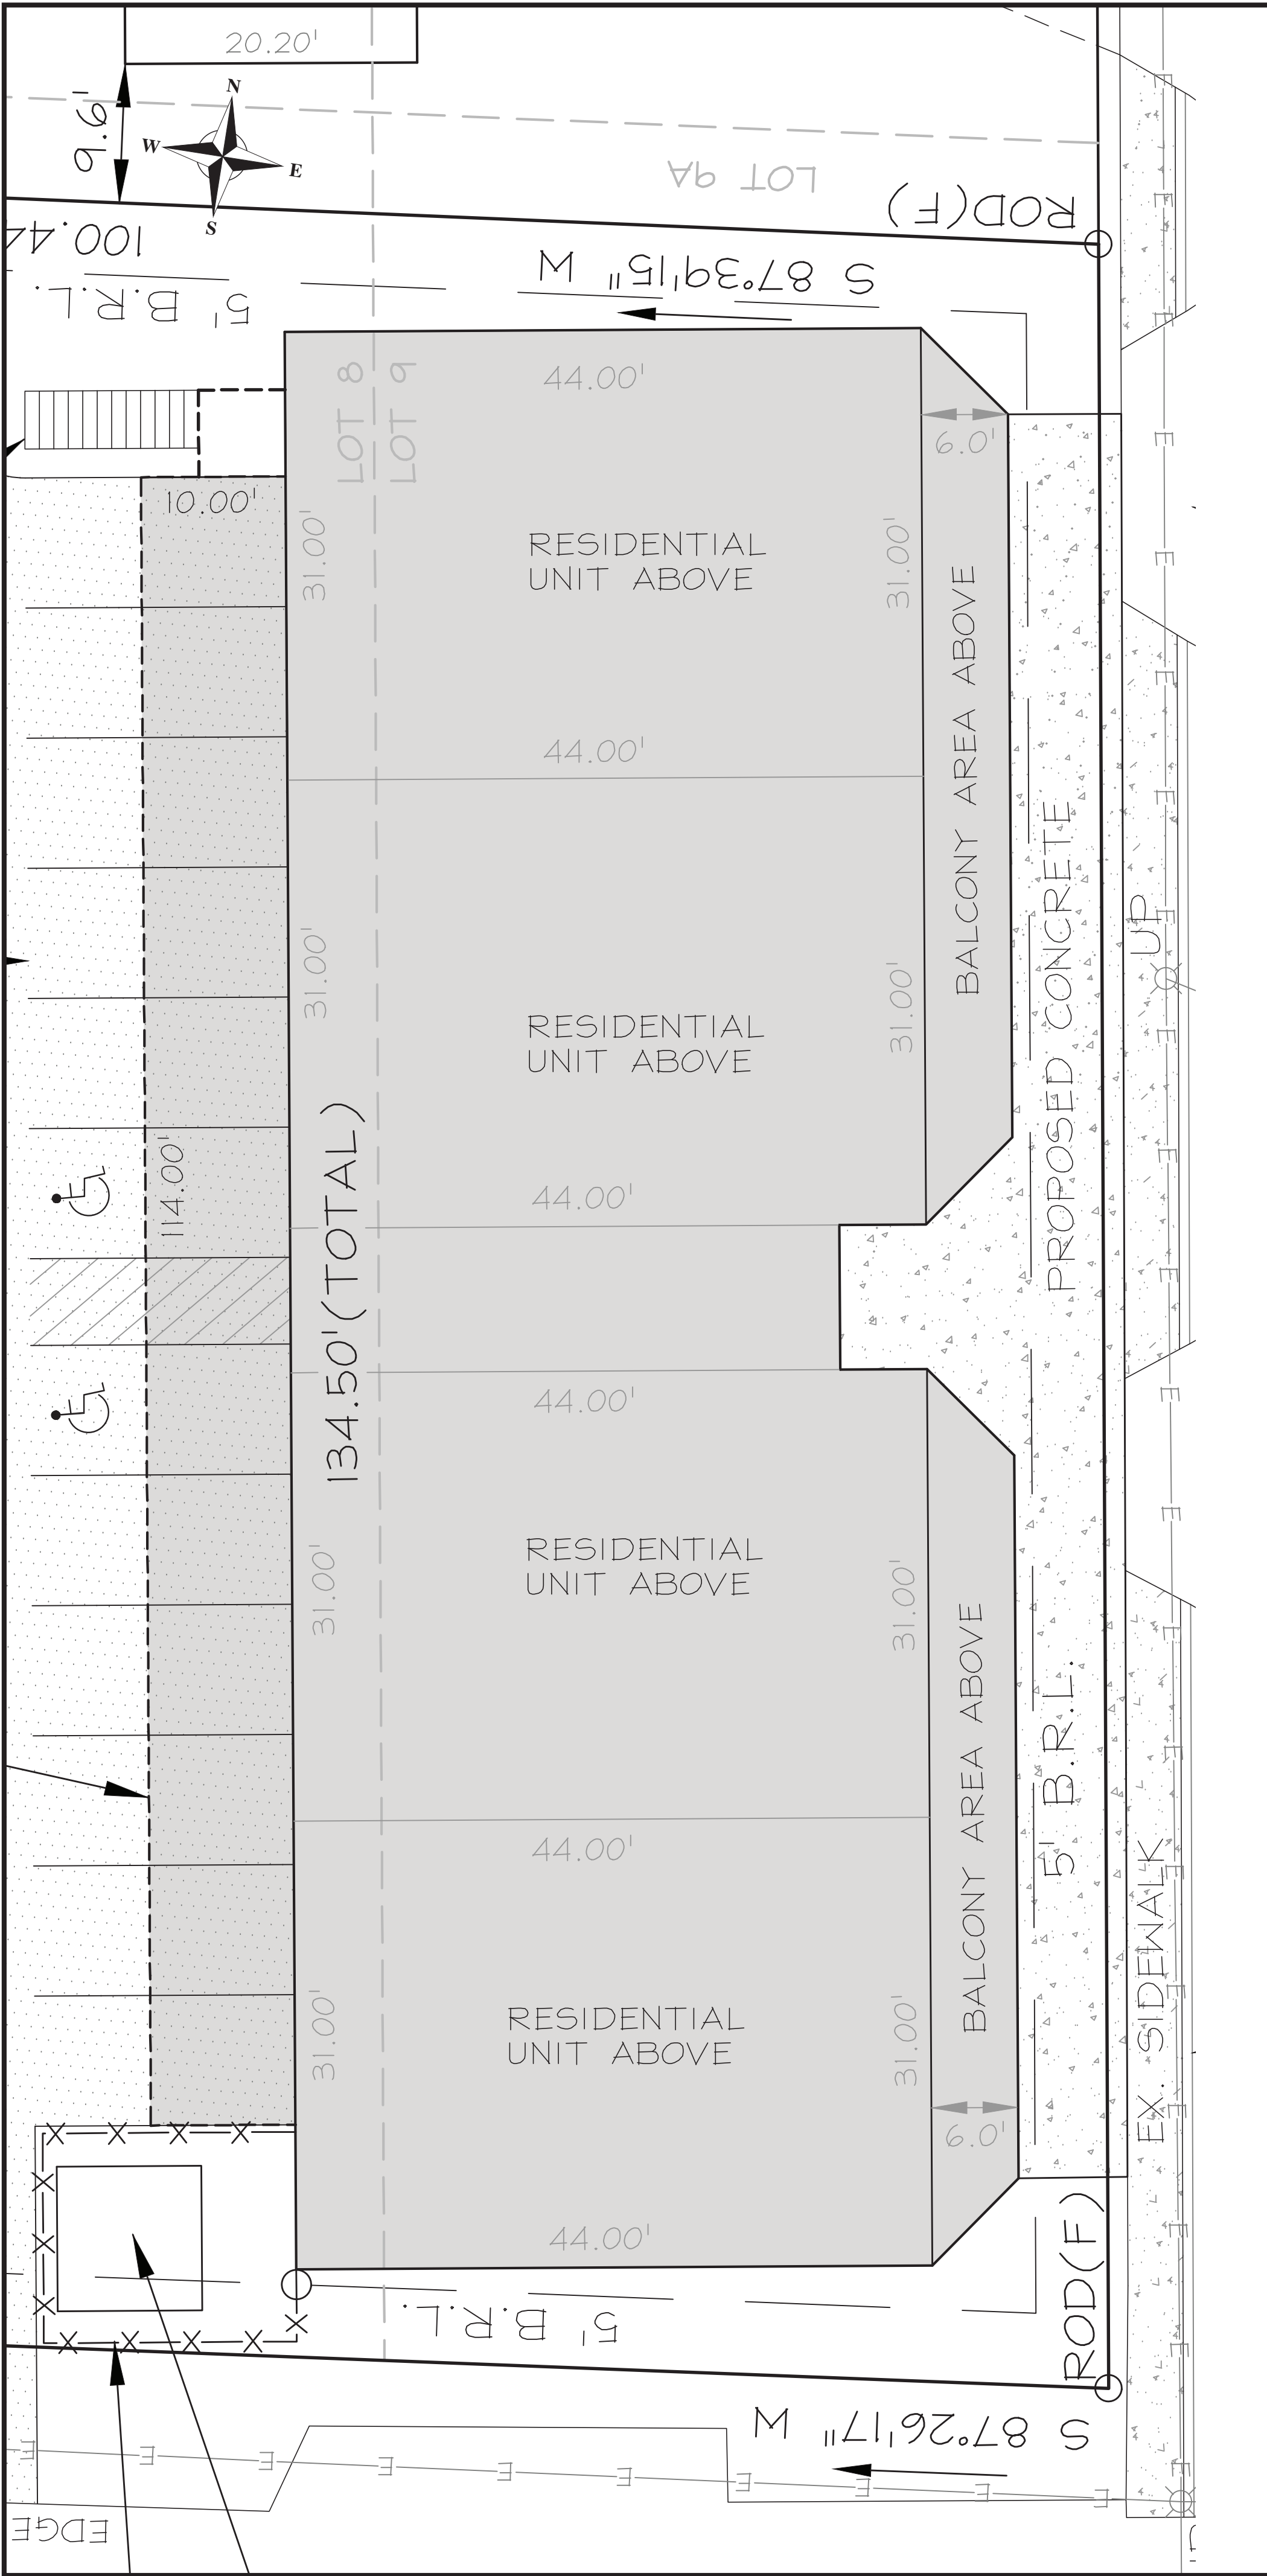 20.20'
9.6'
N
W
E
S
LOT 9A
ROD(F)
100.44
S 87°39'15" W
5' B.R.L.
44.00'
LOT 8
LOT 9
6.0'
10.00'
31.00'
31.00'
RESIDENTIAL
UNIT ABOVE
BALCONY AREA ABOVE
44.00'
PROPOSED CONCRETE
UP
31.00'
31.00'
RESIDENTIAL
UNIT ABOVE
114.00'
134.50'(TOTAL)
44.00'
44.00'
31.00'
31.00'
RESIDENTIAL
UNIT ABOVE
BALCONY AREA ABOVE
5' B.R.L.
44.00'
EX. SIDEWALK
31.00'
31.00'
RESIDENTIAL
UNIT ABOVE
6.0'
44.00'
ROD(F)
5' B.R.L.
S 87°26'17" W
E E E E E E E E E E
EDGE